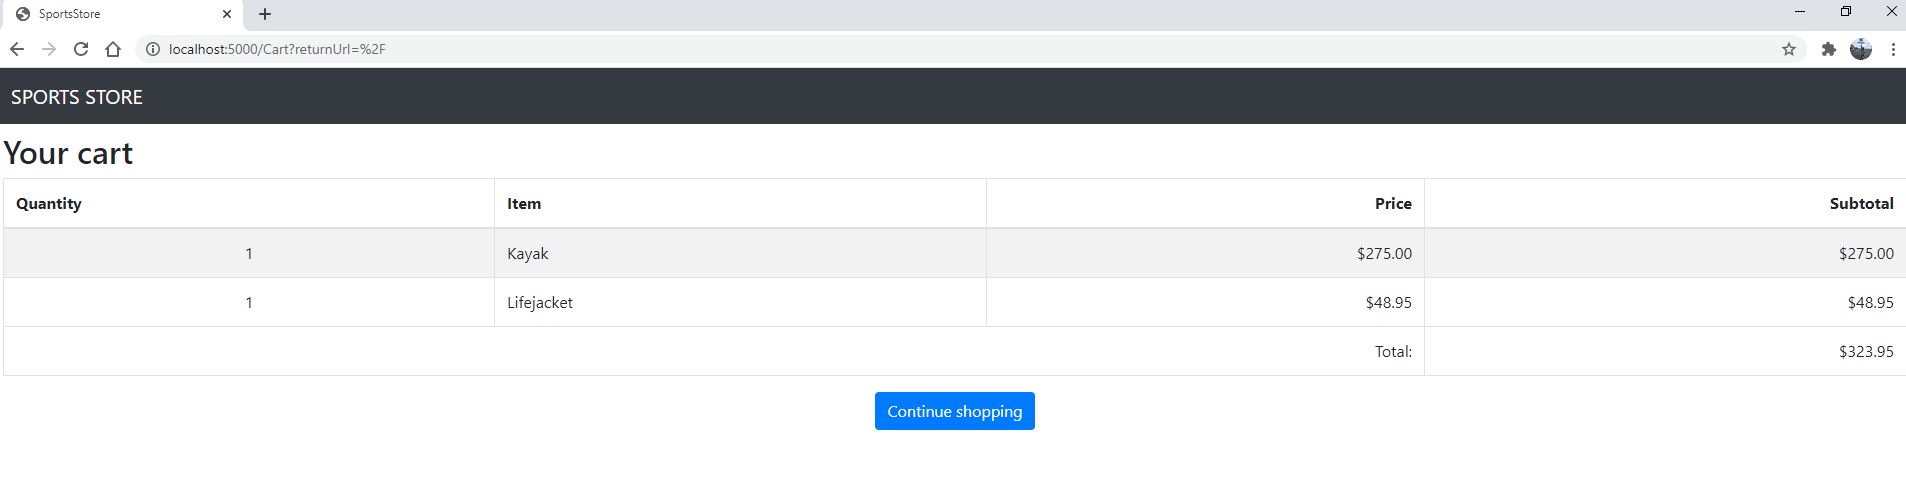 SportsStore
localhost:5000/Cart?returnUrl=%2F
SPORTS STORE
Your cart
Quantity Item Price Subtotal
1 Kayak $275.00 $275.00
1 Lifejacket $48.95 $48.95
Total: $323.95
Continue shopping